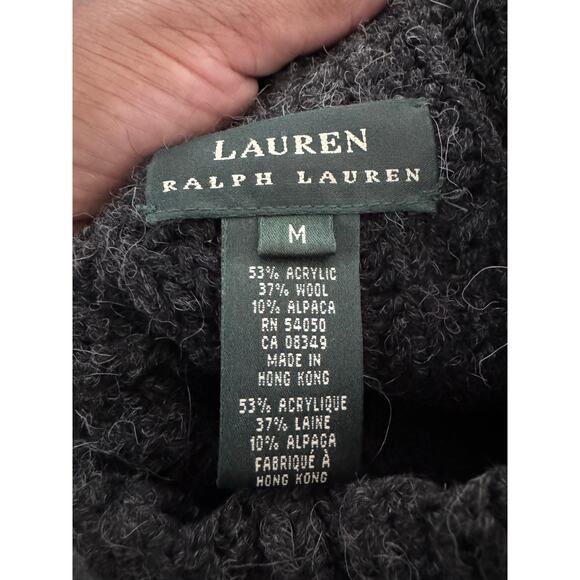 LAUREN
RALPH LAUREN
M
53% ACRYLIC
37% WOOL
10% ALPACA
RN 54050
CA 08349
MADE IN
HONG KONG
53% ACRYLIQUE
37% LAINE
10% ALPAGA
FABRIQUÉ À
HONG KONG